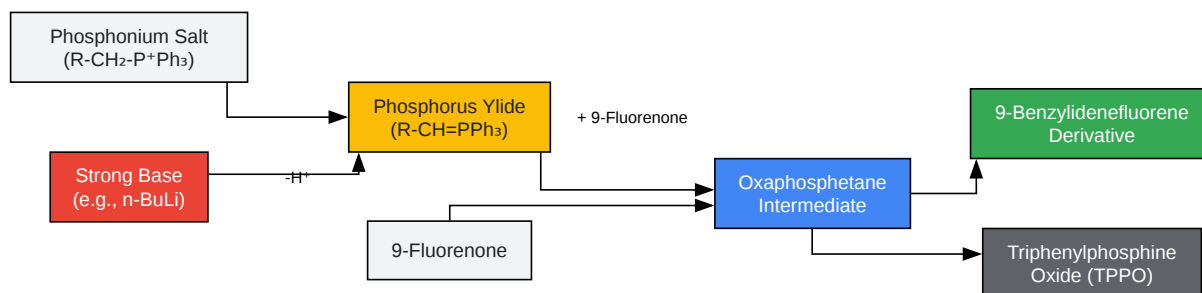 Phosphonium Salt
(R-CH₂-P⁺Ph₃)
Phosphorus Ylide
(R-CH=PPh₃)
+ 9-Fluorenone
9-Benzylidenefluorene
Derivative
Strong Base
(e.g., n-BuLi)
-H⁺
Oxaphosphetane
Intermediate
9-Fluorenone
Triphenylphosphine
Oxide (TPPO)